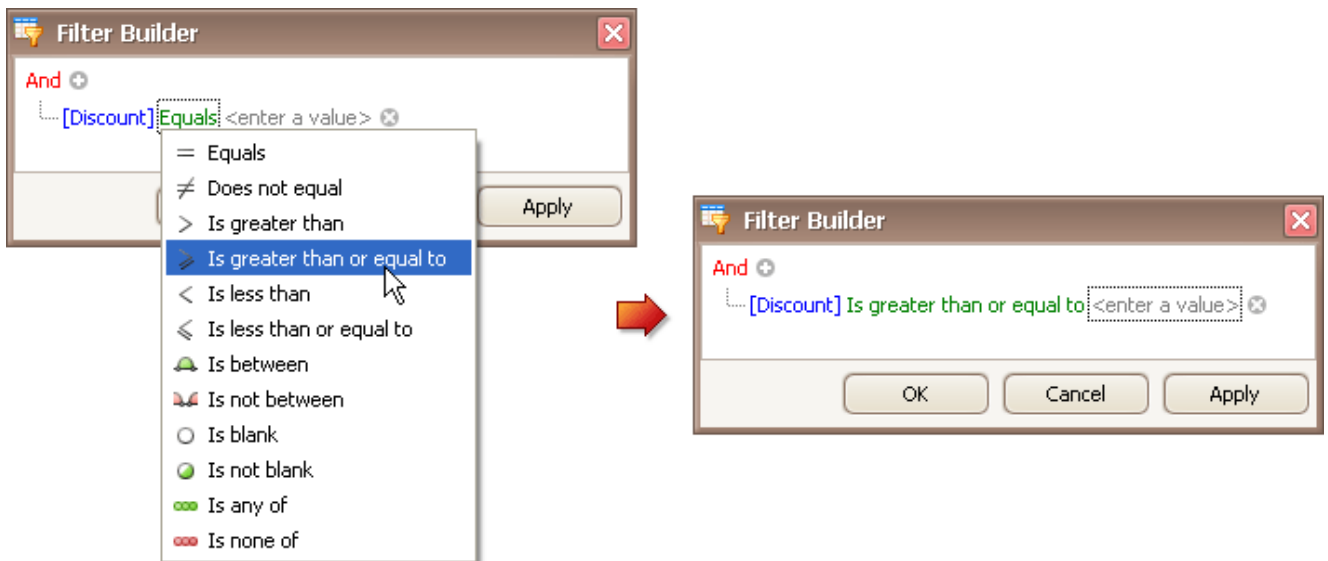 Filter Builder
And
[Discount] Equals <enter a value>
= Equals
≠ Does not equal
> Is greater than
≥ Is greater than or equal to
< Is less than
≤ Is less than or equal to
Is between
Is not between
Is blank
Is not blank
Is any of
Is none of
Apply
Filter Builder
And
[Discount] Is greater than or equal to <enter a value>
OK Cancel Apply